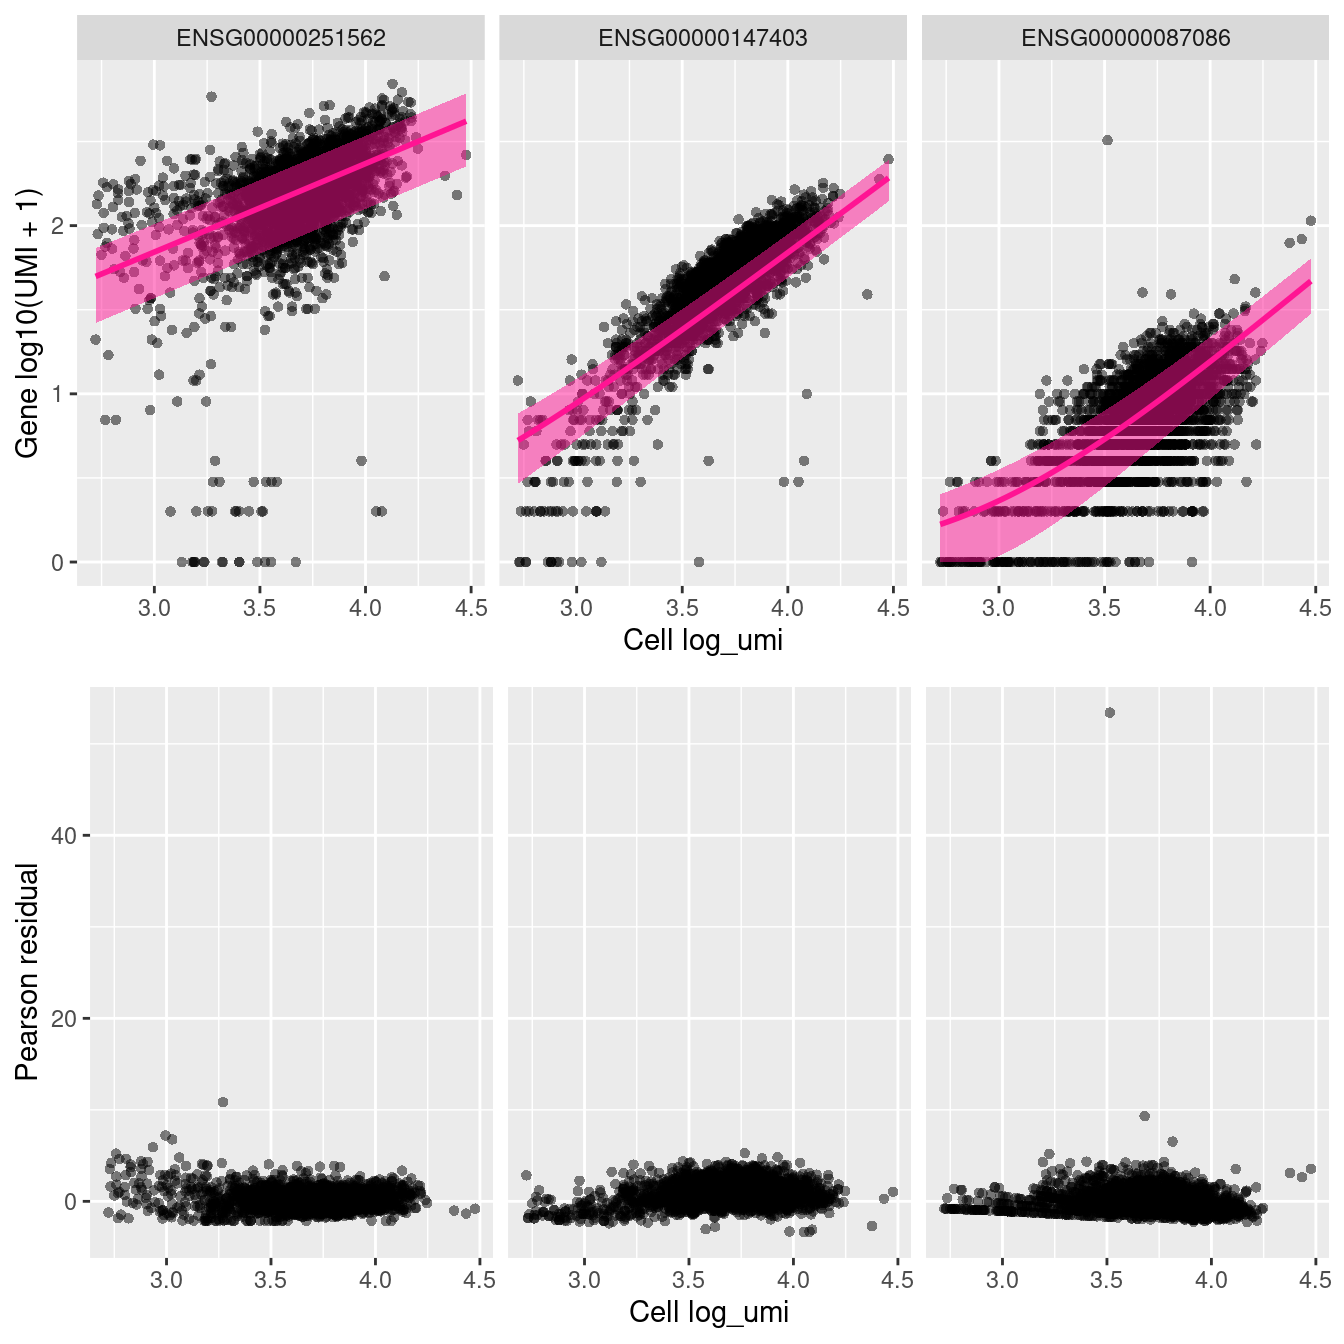 ENSG00000251562 ENSG00000147403 ENSG00000087086
Gene log10(UMI + 1)
2
1
0
3.0 3.5 4.0 4.5 3.0 3.5 4.0 4.5 3.0 3.5 4.0 4.5
Cell log_umi
Pearson residual
40
20
0
3.0 3.5 4.0 4.5 3.0 3.5 4.0 4.5 3.0 3.5 4.0 4.5
Cell log_umi